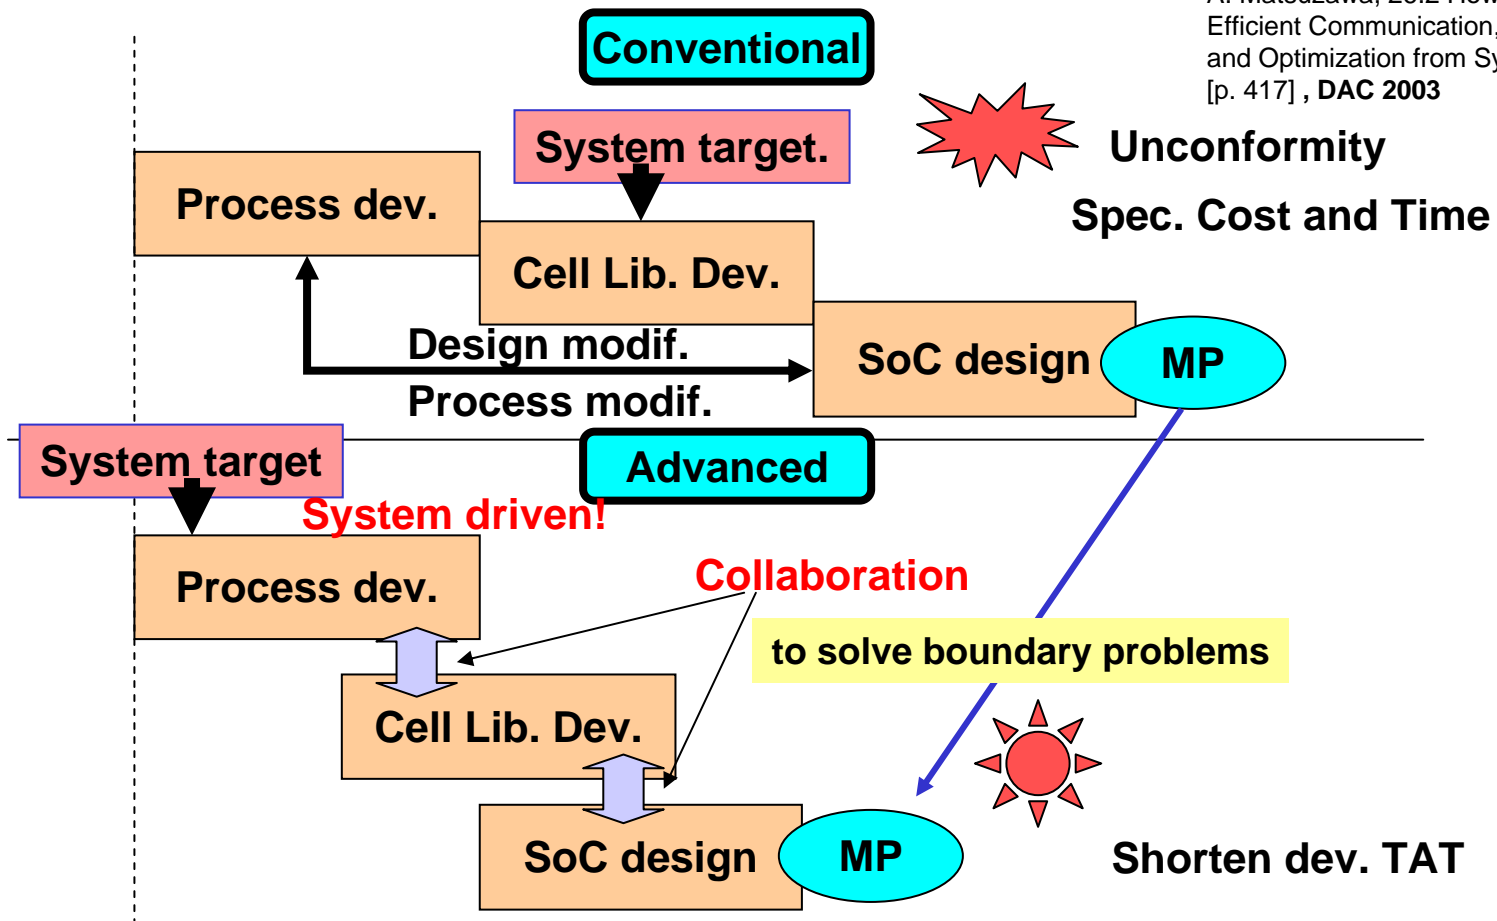 Efficient Communication,
and Optimization from
[p. 417] , DAC 2003
Conventional
System target.
Unconformity
Process dev.
Spec. Cost and Time
Cell Lib. Dev.
Design modif.
SoC design
MP
Process modif.
System target
Advanced
System driven!
Process dev.
Collaboration
to solve boundary problems
Cell Lib. Dev.
SoC design
MP
Shorten dev. TAT